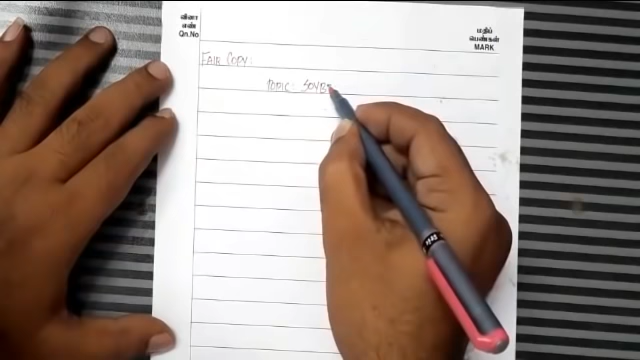 வினா
எண்
Qn.No
மதிப்
பெண்கள்
MARK
FAIR COPY:
TOPIC: SOYB